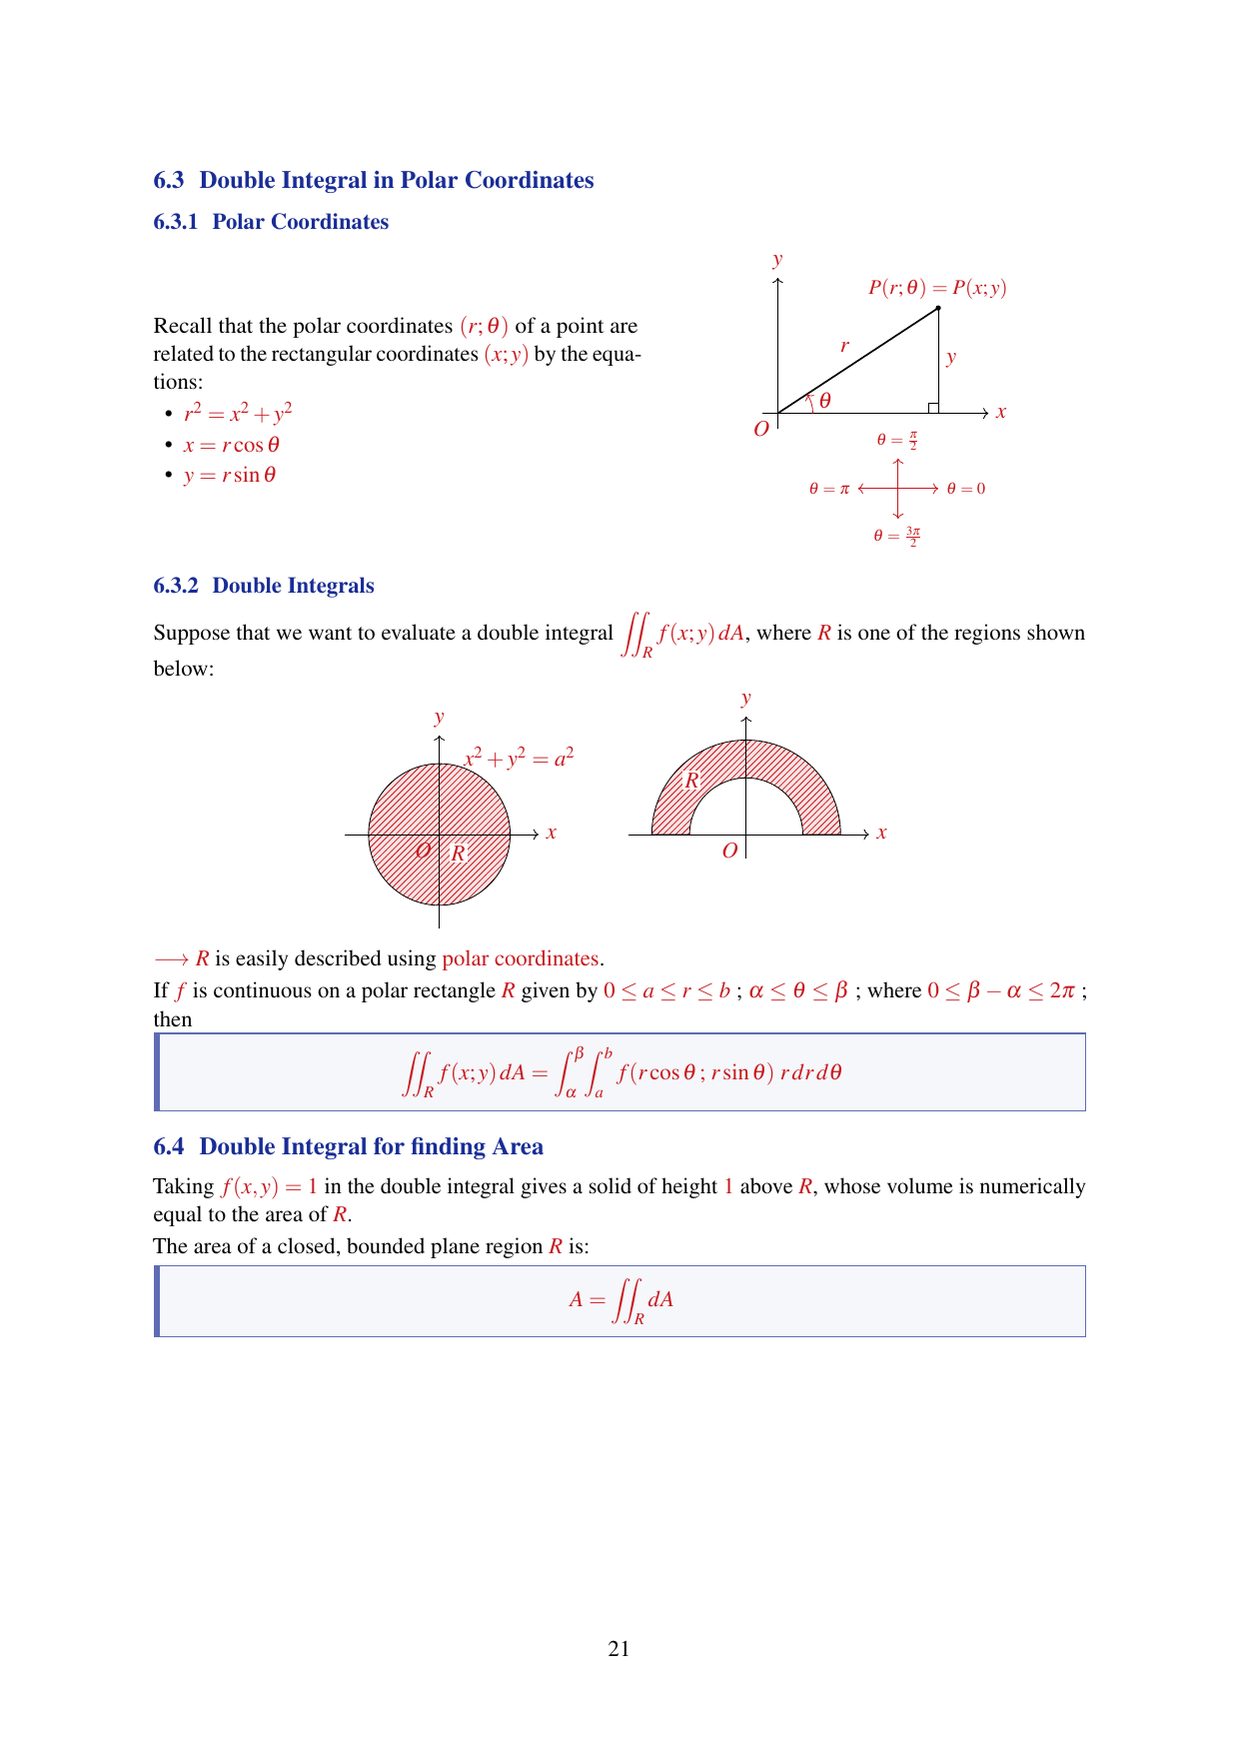 6.3 Double Integral in Polar Coordinates
6.3.1 Polar Coordinates
Recall that the polar coordinates (r;θ) of a point are
related to the rectangular coordinates (x;y) by the equa-
tions:
• r² = x² + y²
• x = r cos θ
• y = r sin θ
y
P(r;θ) = P(x;y)
r
y
θ
x
O
θ = π/2
θ = π
θ = 0
θ = 3π/2
6.3.2 Double Integrals
Suppose that we want to evaluate a double integral ∬_R f(x;y) dA, where R is one of the regions shown
below:
y
x² + y² = a²
x
O
R
y
R
x
O
⟶ R is easily described using polar coordinates.
If f is continuous on a polar rectangle R given by 0 ≤ a ≤ r ≤ b ; α ≤ θ ≤ β ; where 0 ≤ β − α ≤ 2π ;
then
∬_R f(x;y) dA = ∫_α^β ∫_a^b f(r cos θ ; r sin θ) r dr dθ
6.4 Double Integral for finding Area
Taking f(x,y) = 1 in the double integral gives a solid of height 1 above R, whose volume is numerically
equal to the area of R.
The area of a closed, bounded plane region R is:
A = ∬_R dA
21